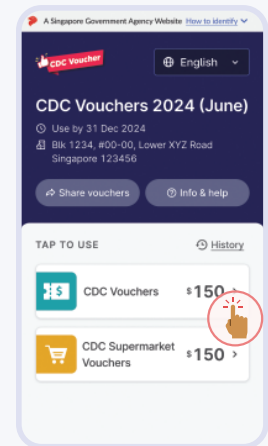 A Singapore Government Agency Website How to identify
CDC Voucher
English
CDC Vouchers 2024 (June)
Use by 31 Dec 2024
Blk 1234, #00-00, Lower XYZ Road
Singapore 123456
Share vouchers
Info & help
TAP TO USE
History
CDC Vouchers $150
CDC Supermarket
Vouchers $150